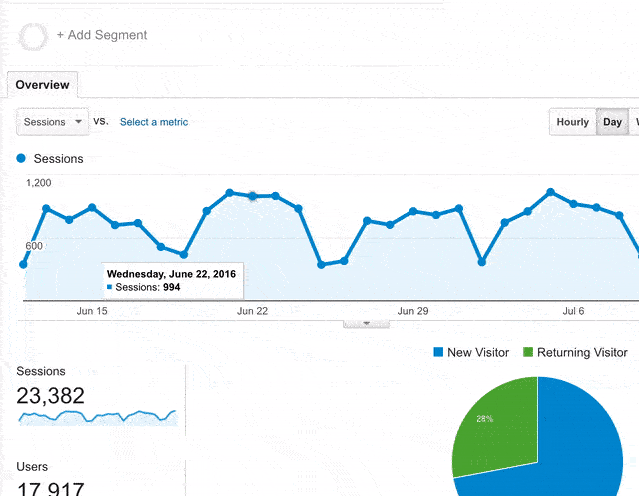 + Add Segment
Overview
Sessions vs. Select a metric
Hourly Day
Sessions
1,200
600
Wednesday, June 22, 2016
Sessions: 994
Jun 15 Jun 22 Jun 29 Jul 6
New Visitor Returning Visitor
Sessions
23,382
28%
Users
17,917